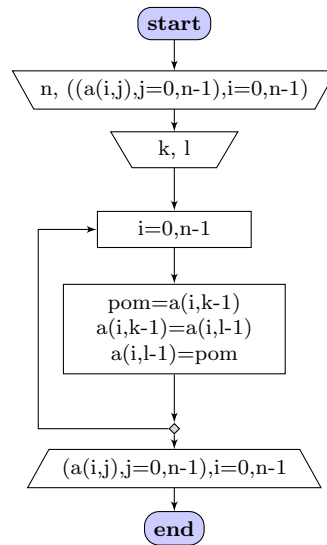 start
n, ((a(i,j),j=0,n-1),i=0,n-1)
k, l
i=0,n-1
pom=a(i,k-1)
a(i,k-1)=a(i,l-1)
a(i,l-1)=pom
(a(i,j),j=0,n-1),i=0,n-1
end